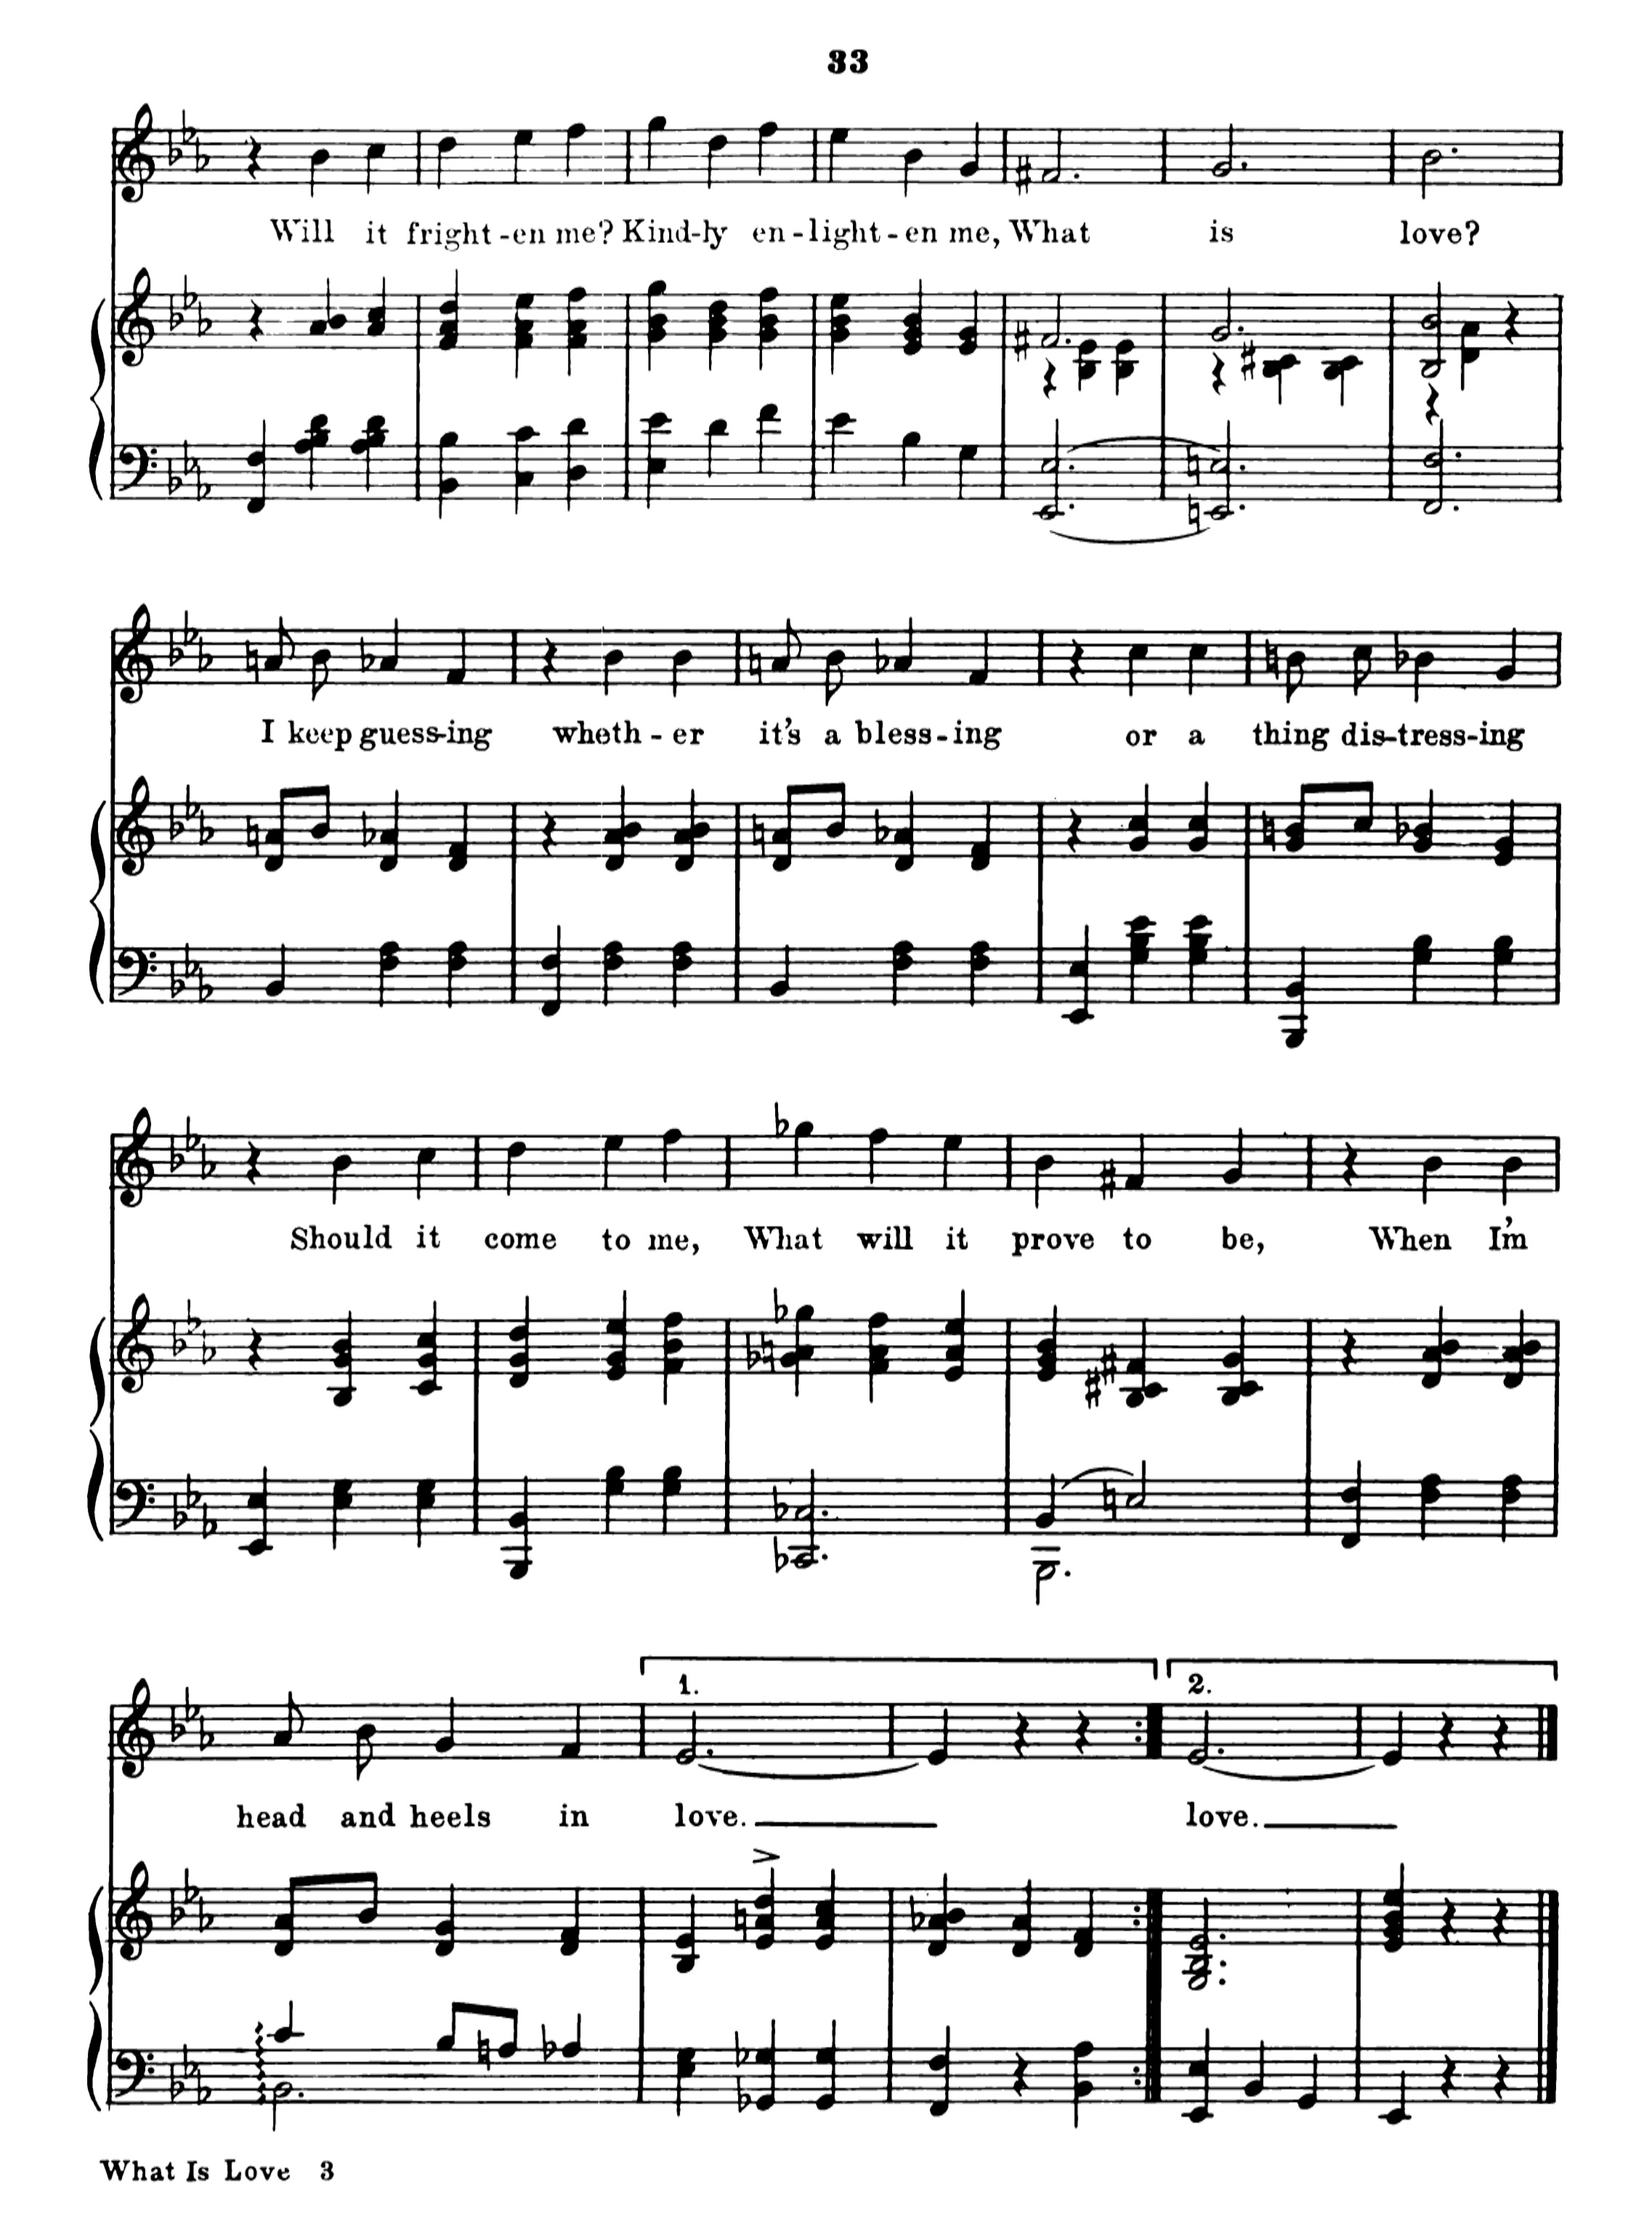 33
Will it fright-en me? Kind-ly en-light-en me, What is love?
I keep guess-ing wheth-er it's a bless-ing or a thing dis-tress-ing
Should it come to me, What will it prove to be, When I'm
1. 2.
head and heels in love. love.
What Is Love 3